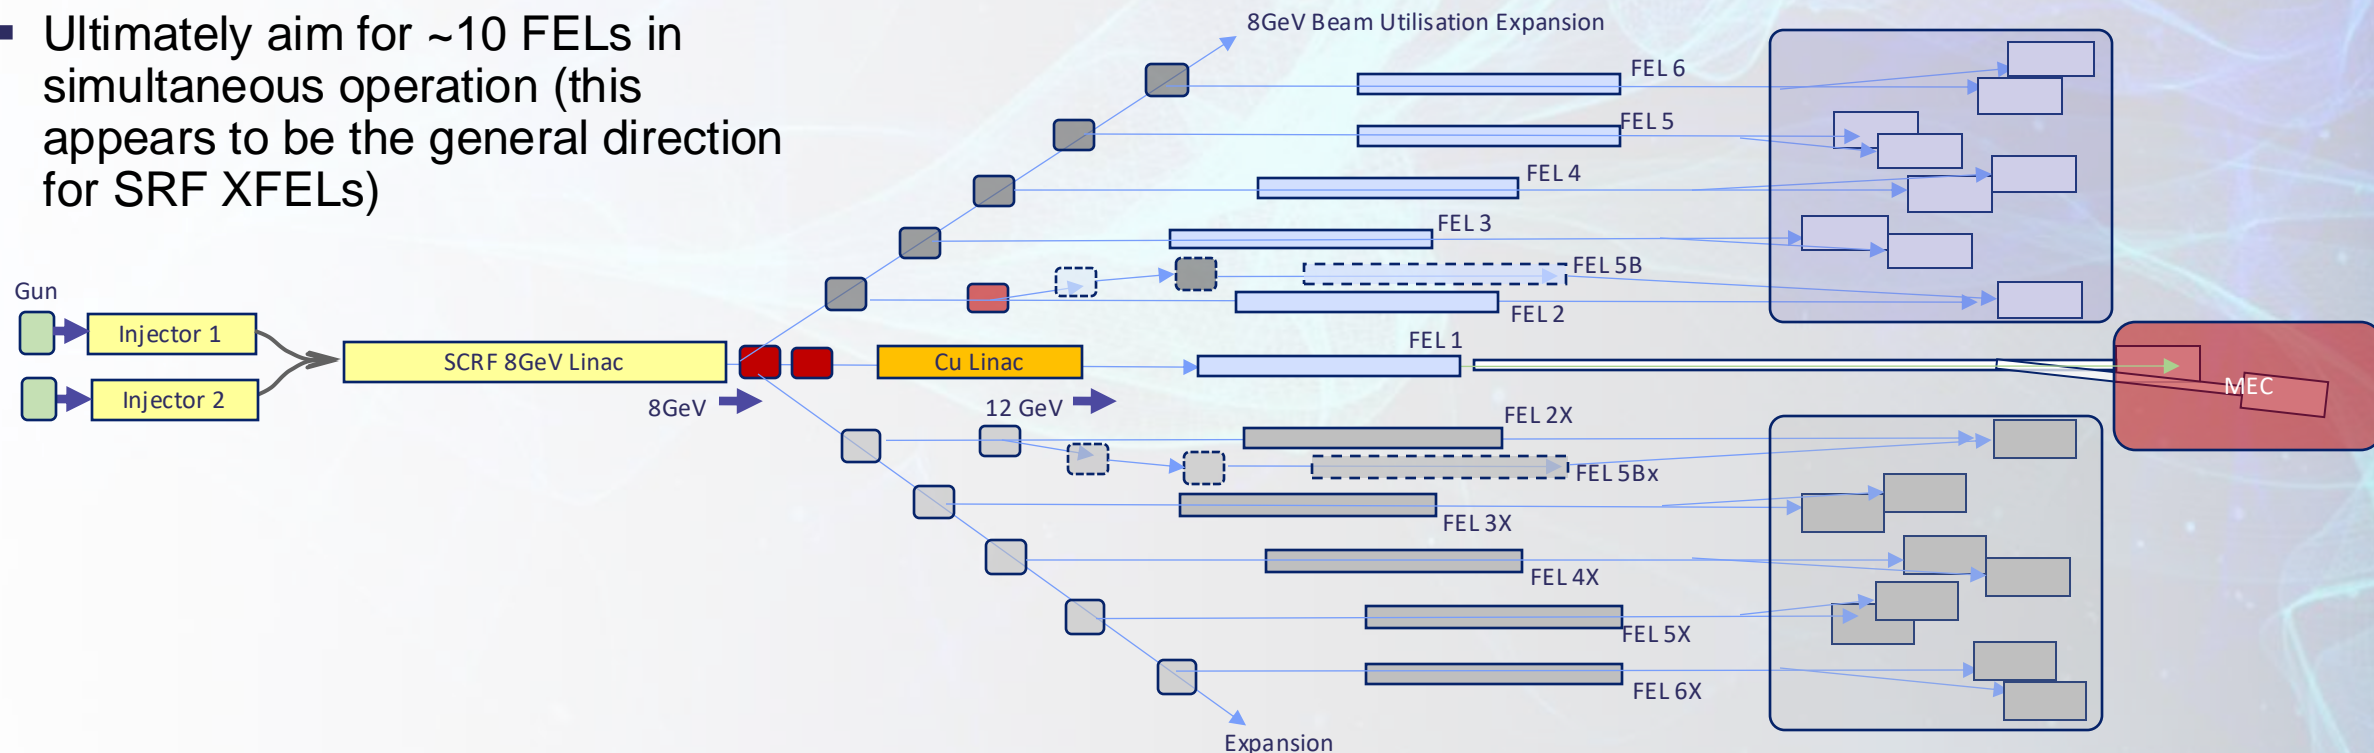 Ultimately aim for ~10 FELs in
simultaneous operation (this
appears to be the general direction
for SRF XFELs)
8GeV Beam Utilisation Expansion
FEL 6
FEL 5
FEL 4
FEL 3
FEL 5B
FEL 2
Gun
Injector 1
Injector 2
SCRF 8GeV Linac
8GeV
Cu Linac
12 GeV
FEL 1
MEC
FEL 2X
FEL 5Bx
FEL 3X
FEL 4X
FEL 5X
FEL 6X
Expansion